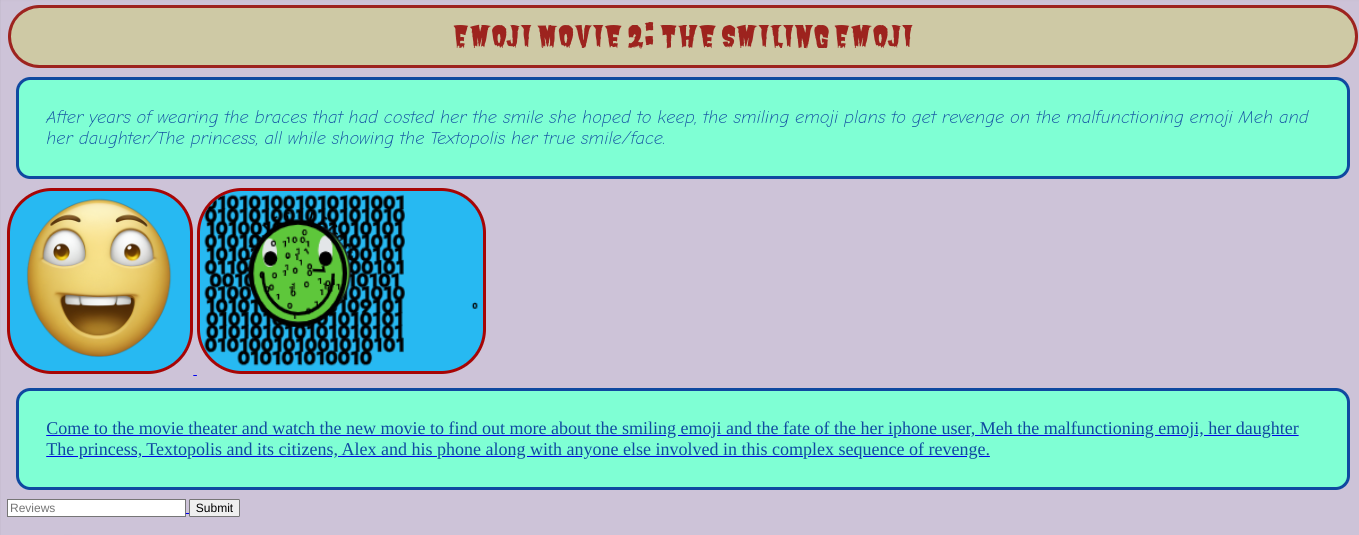 EMOJI MOVIE 2: THE SMILING EMOJI
After years of wearing the braces that had costed her the smile she hoped to keep, the smiling emoji plans to get revenge on the malfunctioning emoji Meh and
her daughter/The princess, all while showing the Textopolis her true smile/face.
Come to the movie theater and watch the new movie to find out more about the smiling emoji and the fate of the her iphone user, Meh the malfunctioning emoji, her daughter
The princess, Textopolis and its citizens, Alex and his phone along with anyone else involved in this complex sequence of revenge.
Reviews Submit